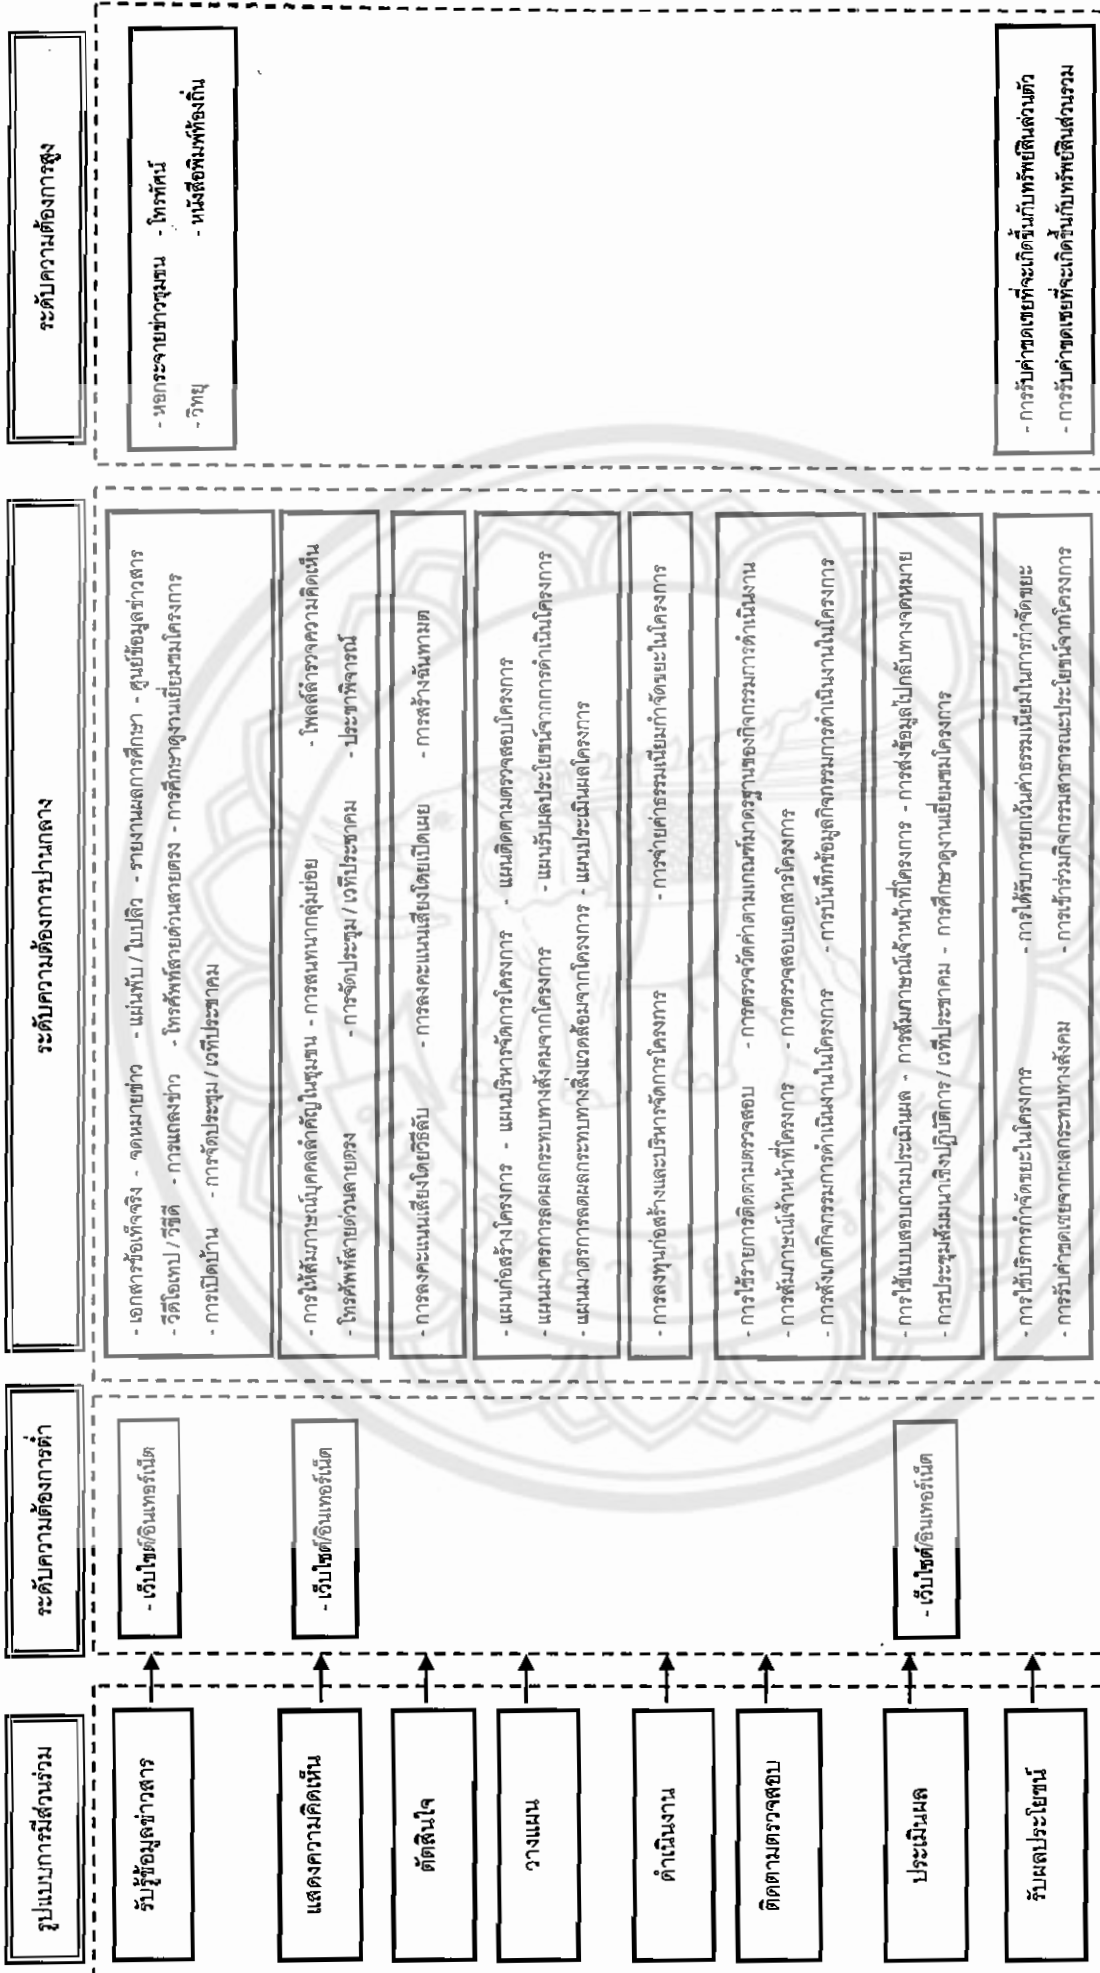 รูปแบบการมีส่วนร่วม
ระดับความต้องการต่ำ
ระดับความต้องการปานกลาง
ระดับความต้องการสูง
รับรู้ข้อมูลข่าวสาร
- เว็บไซต์/อินเทอร์เน็ต
- เอกสารข้อเท็จจริง - จดหมายข่าว - แผ่นพับ / ใบปลิว - รายงานผลการศึกษา - ศูนย์ข้อมูลข่าวสาร
- วีดีโอเทป / วีซีดี - การแถลงข่าว - โทรศัพท์สายด่วนสายตรง - การศึกษาดูงานเยี่ยมชมโครงการ
- การเปิดบ้าน - การจัดประชุม / เวทีประชาคม
- หอกระจายข่าวชุมชน - โทรทัศน์
- วิทยุ - หนังสือพิมพ์ท้องถิ่น
แสดงความคิดเห็น
- เว็บไซต์/อินเทอร์เน็ต
- การให้สัมภาษณ์บุคคลสำคัญในชุมชน - การสนทนากลุ่มย่อย - โพลล์สำรวจความคิดเห็น
- โทรศัพท์สายด่วนสายตรง - การจัดประชุม / เวทีประชาคม - ประชาพิจารณ์
ตัดสินใจ
- การลงคะแนนเสียงโดยวิธีลับ - การลงคะแนนเสียงโดยเปิดเผย - การสร้างฉันทามต
วางแผน
- แผนก่อสร้างโครงการ - แผนบริหารจัดการโครงการ - แผนติดตามตรวจสอบโครงการ
- แผนมาตรการลดผลกระทบทางสังคมจากโครงการ - แผนรับผลประโยชน์จากการดำเนินโครงการ
- แผนมาตรการลดผลกระทบทางสิ่งแวดล้อมจากโครงการ - แผนประเมินผลโครงการ
ดำเนินงาน
- การลงทุนก่อสร้างและบริหารจัดการโครงการ - การจ่ายค่าธรรมเนียมกำจัดขยะในโครงการ
ติดตามตรวจสอบ
- การใช้รายการติดตามตรวจสอบ - การตรวจวัดค่าตามเกณฑ์มาตรฐานของกิจกรรมการดำเนินงาน
- การสัมภาษณ์เจ้าหน้าที่โครงการ - การตรวจสอบเอกสารโครงการ
- การสังเกตกิจกรรมการดำเนินงานในโครงการ - การบันทึกข้อมูลกิจกรรมการดำเนินงานในโครงการ
ประเมินผล
- เว็บไซต์/อินเทอร์เน็ต
- การใช้แบบสอบถามประเมินผล - การสัมภาษณ์เจ้าหน้าที่โครงการ - การส่งข้อมูลไปกลับทางจดหมาย
- การประชุมสัมมนาเชิงปฏิบัติการ / เวทีประชาคม - การศึกษาดูงานเยี่ยมชมโครงการ
รับผลประโยชน์
- การใช้บริการกำจัดขยะในโครงการ - การได้รับการยกเว้นค่าธรรมเนียมในการกำจัดขยะ
- การรับค่าชดเชยจากผลกระทบทางสังคม - การเข้าร่วมกิจกรรมสาธารณะประโยชน์จากโครงการ
- การรับค่าชดเชยที่จะเกิดขึ้นกับทรัพย์สินส่วนตัว
- การรับค่าชดเชยที่จะเกิดขึ้นกับทรัพย์สินส่วนรวม